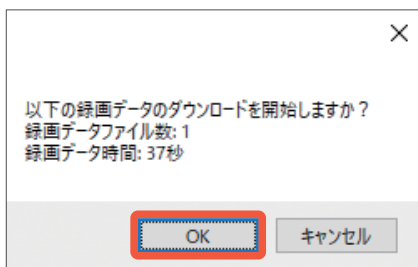 以下の録画データのダウンロードを開始しますか？
録画データファイル数: 1
録画データ時間: 37秒
OK
キャンセル